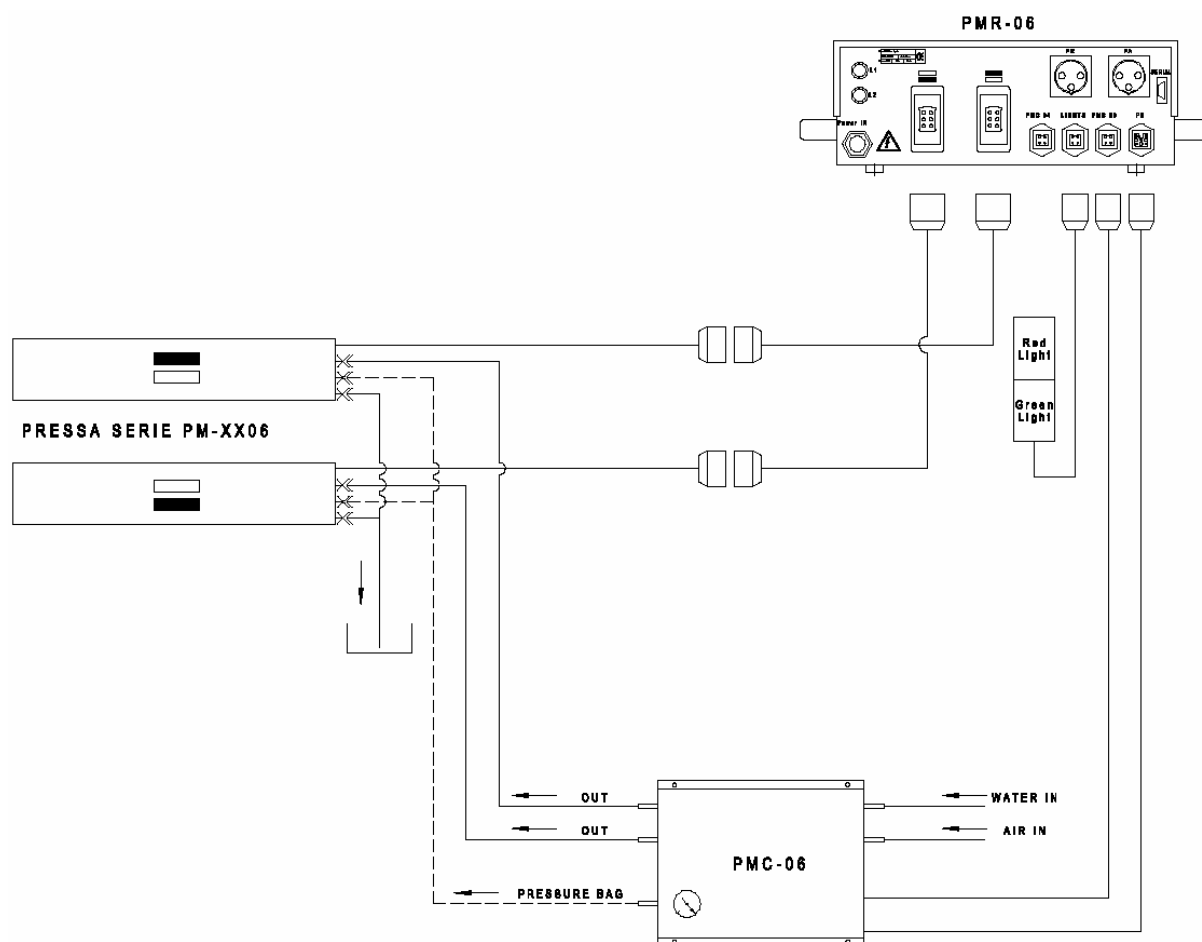 PMR-06
Power IN
LIGHTS
Red
Light
Green
Light
PRESSA SERIE PM-XX06
OUT
WATER IN
OUT
AIR IN
PMC-06
PRESSURE BAG